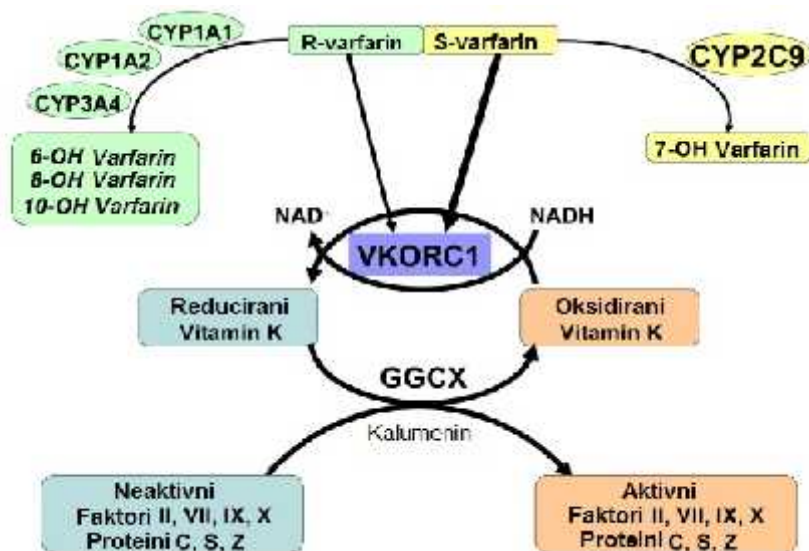 CYP1A1
R-varfarin
S-varfarin
CYP1A2
CYP2C9
CYP3A4
6-OH Varfarin
8-OH Varfarin
10-OH Varfarin
7-OH Varfarin
NAD
NADH
VKORC1
Reducirani
Vitamin K
Oksidirani
Vitamin K
GGCX
Kalumenin
Neaktivni
Faktori II, VII, IX, X
Proteini C, S, Z
Aktivni
Faktori II, VII, IX, X
Proteini C, S, Z